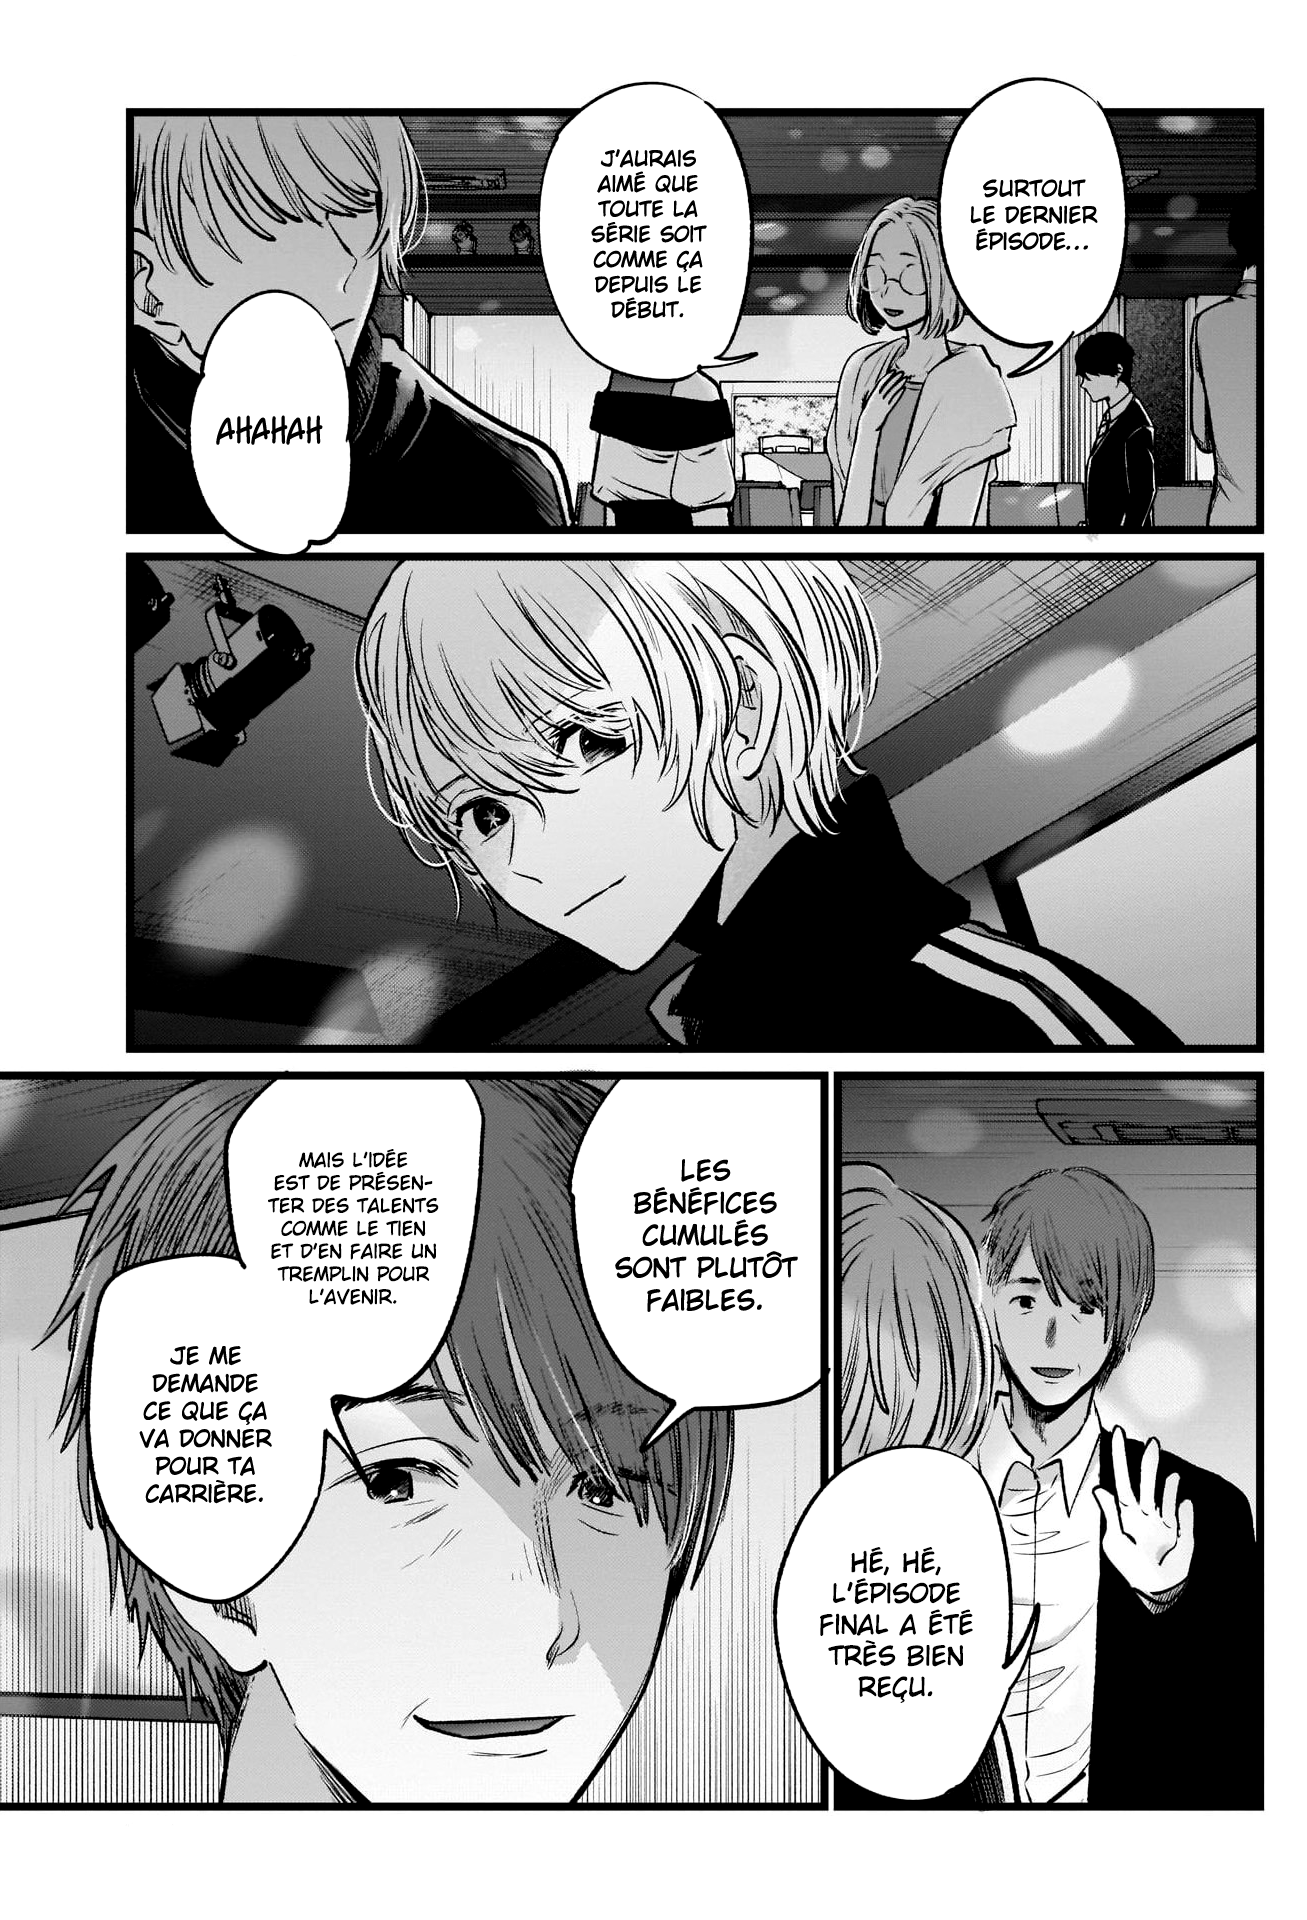 SURTOUT
LE DERNIER
ÉPISODE...
J'AURAIS
AIMÉ QUE
TOUTE LA
SÉRIE SOIT
COMME ÇA
DEPUIS LE
DÉBUT.
AHAHAH
HÉ, HÉ,
L'ÉPISODE
FINAL A ÉTÉ
TRÈS BIEN
REÇU.
LES
BÉNÉFICES
CUMULÉS
SONT PLUTÔT
FAIBLES.
MAIS L'IDÉE
EST DE PRÉSEN-
TER DES TALENTS
COMME LE TIEN
ET D'EN FAIRE UN
TREMPLIN POUR
L'AVENIR.
JE ME
DEMANDE
CE QUE ÇA
VA DONNER
POUR TA
CARRIÈRE.